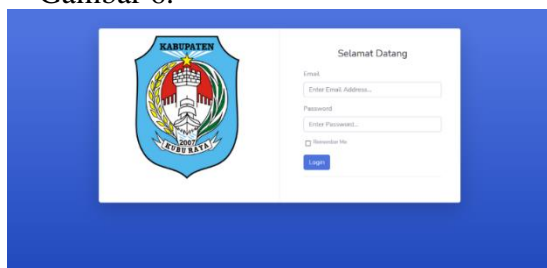 Gambar 6.
KABUPATEN
2007
KUBU RAYA
Selamat Datang
Email
Enter Email Address...
Password
Enter Password...
Remember Me
Login